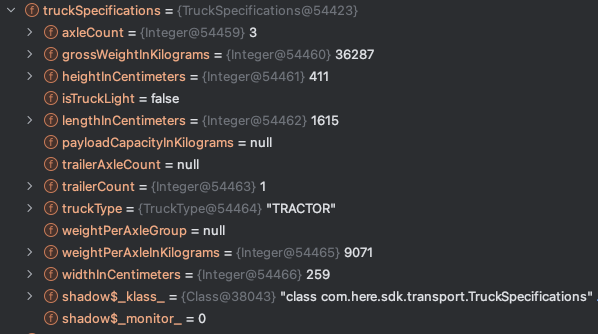 truckSpecifications = {TruckSpecifications@54423}
f axleCount = {Integer@54459} 3
f grossWeightInKilograms = {Integer@54460} 36287
f heightInCentimeters = {Integer@54461} 411
f isTruckLight = false
f lengthInCentimeters = {Integer@54462} 1615
f payloadCapacityInKilograms = null
f trailerAxleCount = null
f trailerCount = {Integer@54463} 1
f truckType = {TruckType@54464} "TRACTOR"
f weightPerAxleGroup = null
f weightPerAxleInKilograms = {Integer@54465} 9071
f widthInCentimeters = {Integer@54466} 259
f shadow$_klass_ = {Class@38043} "class com.here.sdk.transport.TruckSpecifications" .
f shadow$_monitor_ = 0